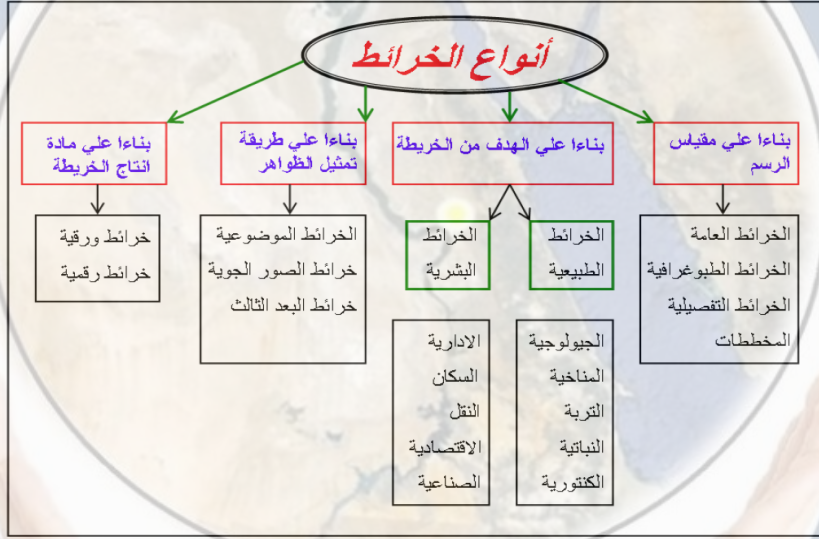 أنواع الخرائط
بناءا علي مقياس
الرسم
بناءا علي الهدف من الخريطة
بناءا علي طريقة
تمثيل الظواهر
بناءا علي مادة
انتاج الخريطة
الخرائط العامة
الخرائط الطبوغرافية
الخرائط التفصيلية
المخططات
الخرائط
الطبيعية
الخرائط
البشرية
الجيولوجية
المناخية
التربة
النباتية
الكنتورية
الادارية
السكان
النقل
الاقتصادية
الصناعية
الخرائط الموضوعية
خرائط الصور الجوية
خرائط البعد الثالث
خرائط ورقية
خرائط رقمية